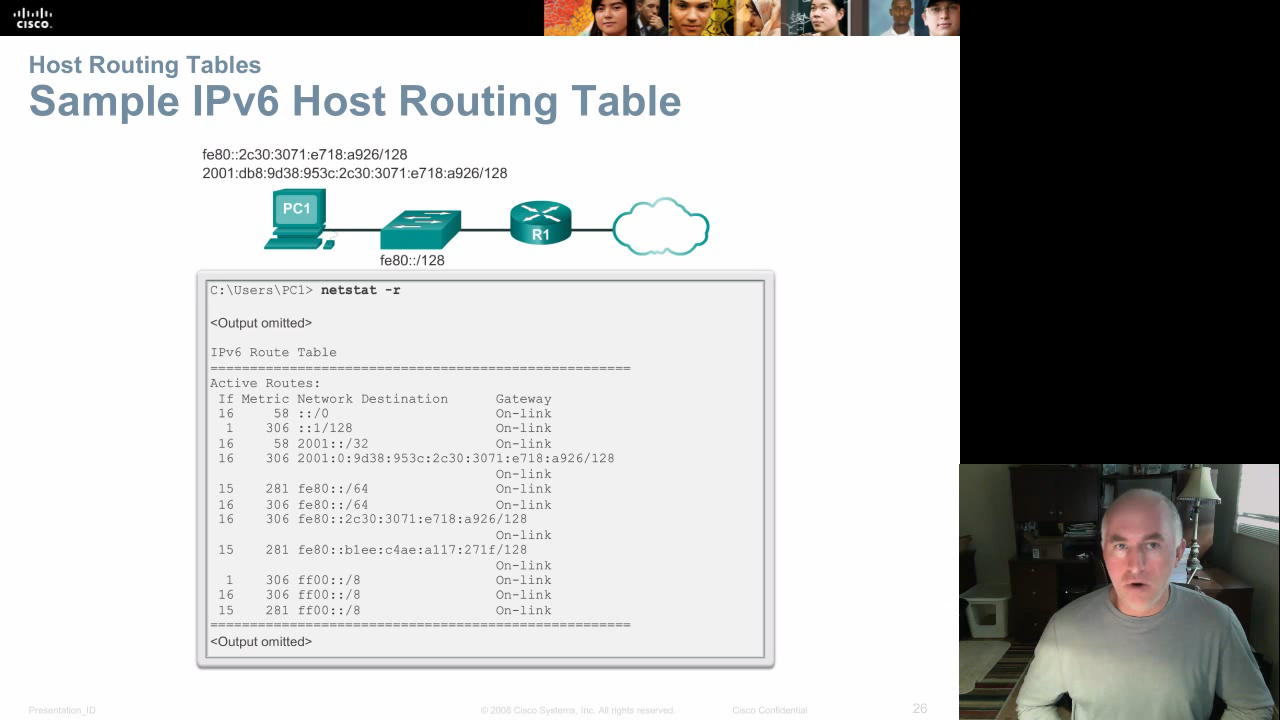 CISCO
Host Routing Tables
Sample IPv6 Host Routing Table
fe80::2c30:3071:e718:a926/128
2001:db8:9d38:953c:2c30:3071:e718:a926/128
PC1
R1
fe80::/128
C:\Users\PC1> netstat -r
<Output omitted>
IPv6 Route Table
=====================================================
Active Routes:
If Metric Network Destination Gateway
16 58 ::/0 On-link
1 306 ::1/128 On-link
16 58 2001::/32 On-link
16 306 2001:0:9d38:953c:2c30:3071:e718:a926/128
On-link
15 281 fe80::/64 On-link
16 306 fe80::/64 On-link
16 306 fe80::2c30:3071:e718:a926/128
On-link
15 281 fe80::b1ee:c4ae:a117:271f/128
On-link
1 306 ff00::/8 On-link
16 306 ff00::/8 On-link
15 281 ff00::/8 On-link
=====================================================
<Output omitted>
Presentation_ID © 2008 Cisco Systems, Inc. All rights reserved. Cisco Confidential 26